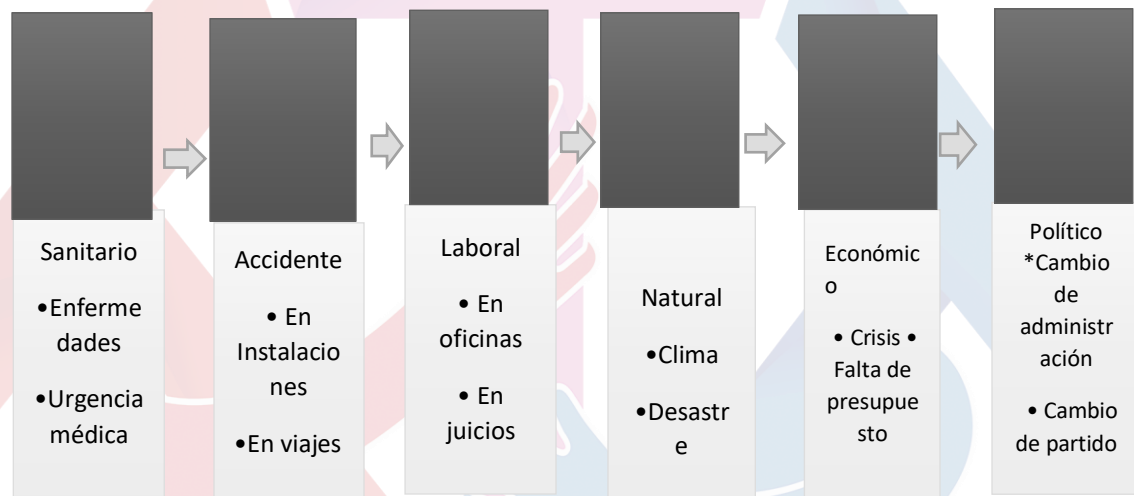 Sanitario
•Enferme
dades
•Urgencia
médica
Accidente
• En
Instalacio
nes
•En viajes
Laboral
• En
oficinas
• En
juicios
Natural
•Clima
•Desastr
e
Económic
o
• Crisis •
Falta de
presupue
sto
Político
*Cambio
de
administr
ación
• Cambio
de partido